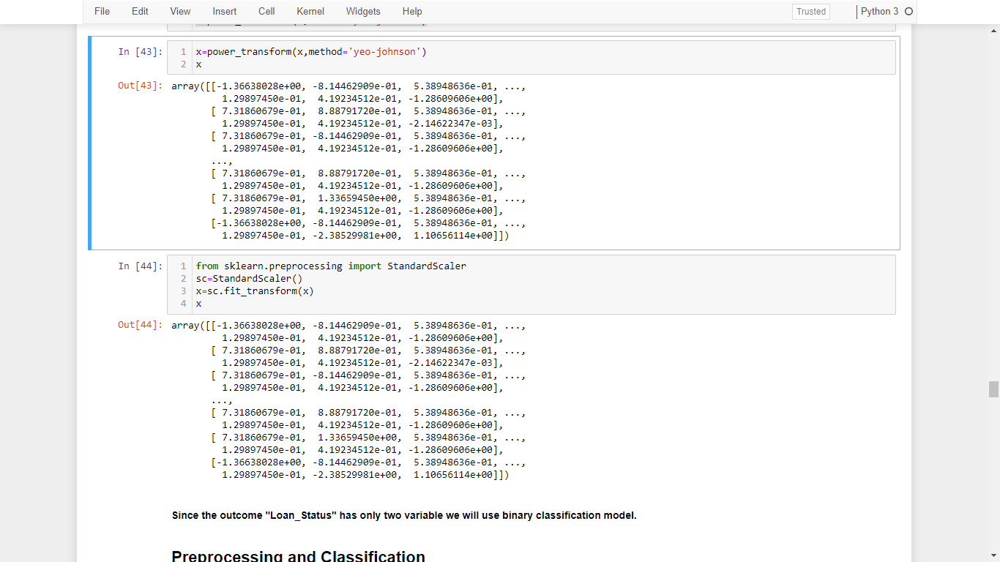 File Edit View Insert Cell Kernel Widgets Help Trusted Python 3
In [43]: 1 x=power_transform(x,method='yeo-johnson')
2 x
Out[43]: array([[-1.36638028e+00, -8.14462909e-01, 5.38948636e-01, ...,
1.29897450e-01, 4.19234512e-01, -1.28609606e+00],
[ 7.31860679e-01, 8.88791720e-01, 5.38948636e-01, ...,
1.29897450e-01, 4.19234512e-01, -2.14622347e-03],
[ 7.31860679e-01, -8.14462909e-01, 5.38948636e-01, ...,
1.29897450e-01, 4.19234512e-01, -1.28609606e+00],
...,
[ 7.31860679e-01, 8.88791720e-01, 5.38948636e-01, ...,
1.29897450e-01, 4.19234512e-01, -1.28609606e+00],
[ 7.31860679e-01, 1.33659450e+00, 5.38948636e-01, ...,
1.29897450e-01, 4.19234512e-01, -1.28609606e+00],
[-1.36638028e+00, -8.14462909e-01, 5.38948636e-01, ...,
1.29897450e-01, -2.38529981e+00, 1.10656114e+00]])
In [44]: 1 from sklearn.preprocessing import StandardScaler
2 sc=StandardScaler()
3 x=sc.fit_transform(x)
4 x
Out[44]: array([[-1.36638028e+00, -8.14462909e-01, 5.38948636e-01, ...,
1.29897450e-01, 4.19234512e-01, -1.28609606e+00],
[ 7.31860679e-01, 8.88791720e-01, 5.38948636e-01, ...,
1.29897450e-01, 4.19234512e-01, -2.14622347e-03],
[ 7.31860679e-01, -8.14462909e-01, 5.38948636e-01, ...,
1.29897450e-01, 4.19234512e-01, -1.28609606e+00],
...,
[ 7.31860679e-01, 8.88791720e-01, 5.38948636e-01, ...,
1.29897450e-01, 4.19234512e-01, -1.28609606e+00],
[ 7.31860679e-01, 1.33659450e+00, 5.38948636e-01, ...,
1.29897450e-01, 4.19234512e-01, -1.28609606e+00],
[-1.36638028e+00, -8.14462909e-01, 5.38948636e-01, ...,
1.29897450e-01, -2.38529981e+00, 1.10656114e+00]])
Since the outcome "Loan_Status" has only two variable we will use binary classification model.
Preprocessing and Classification